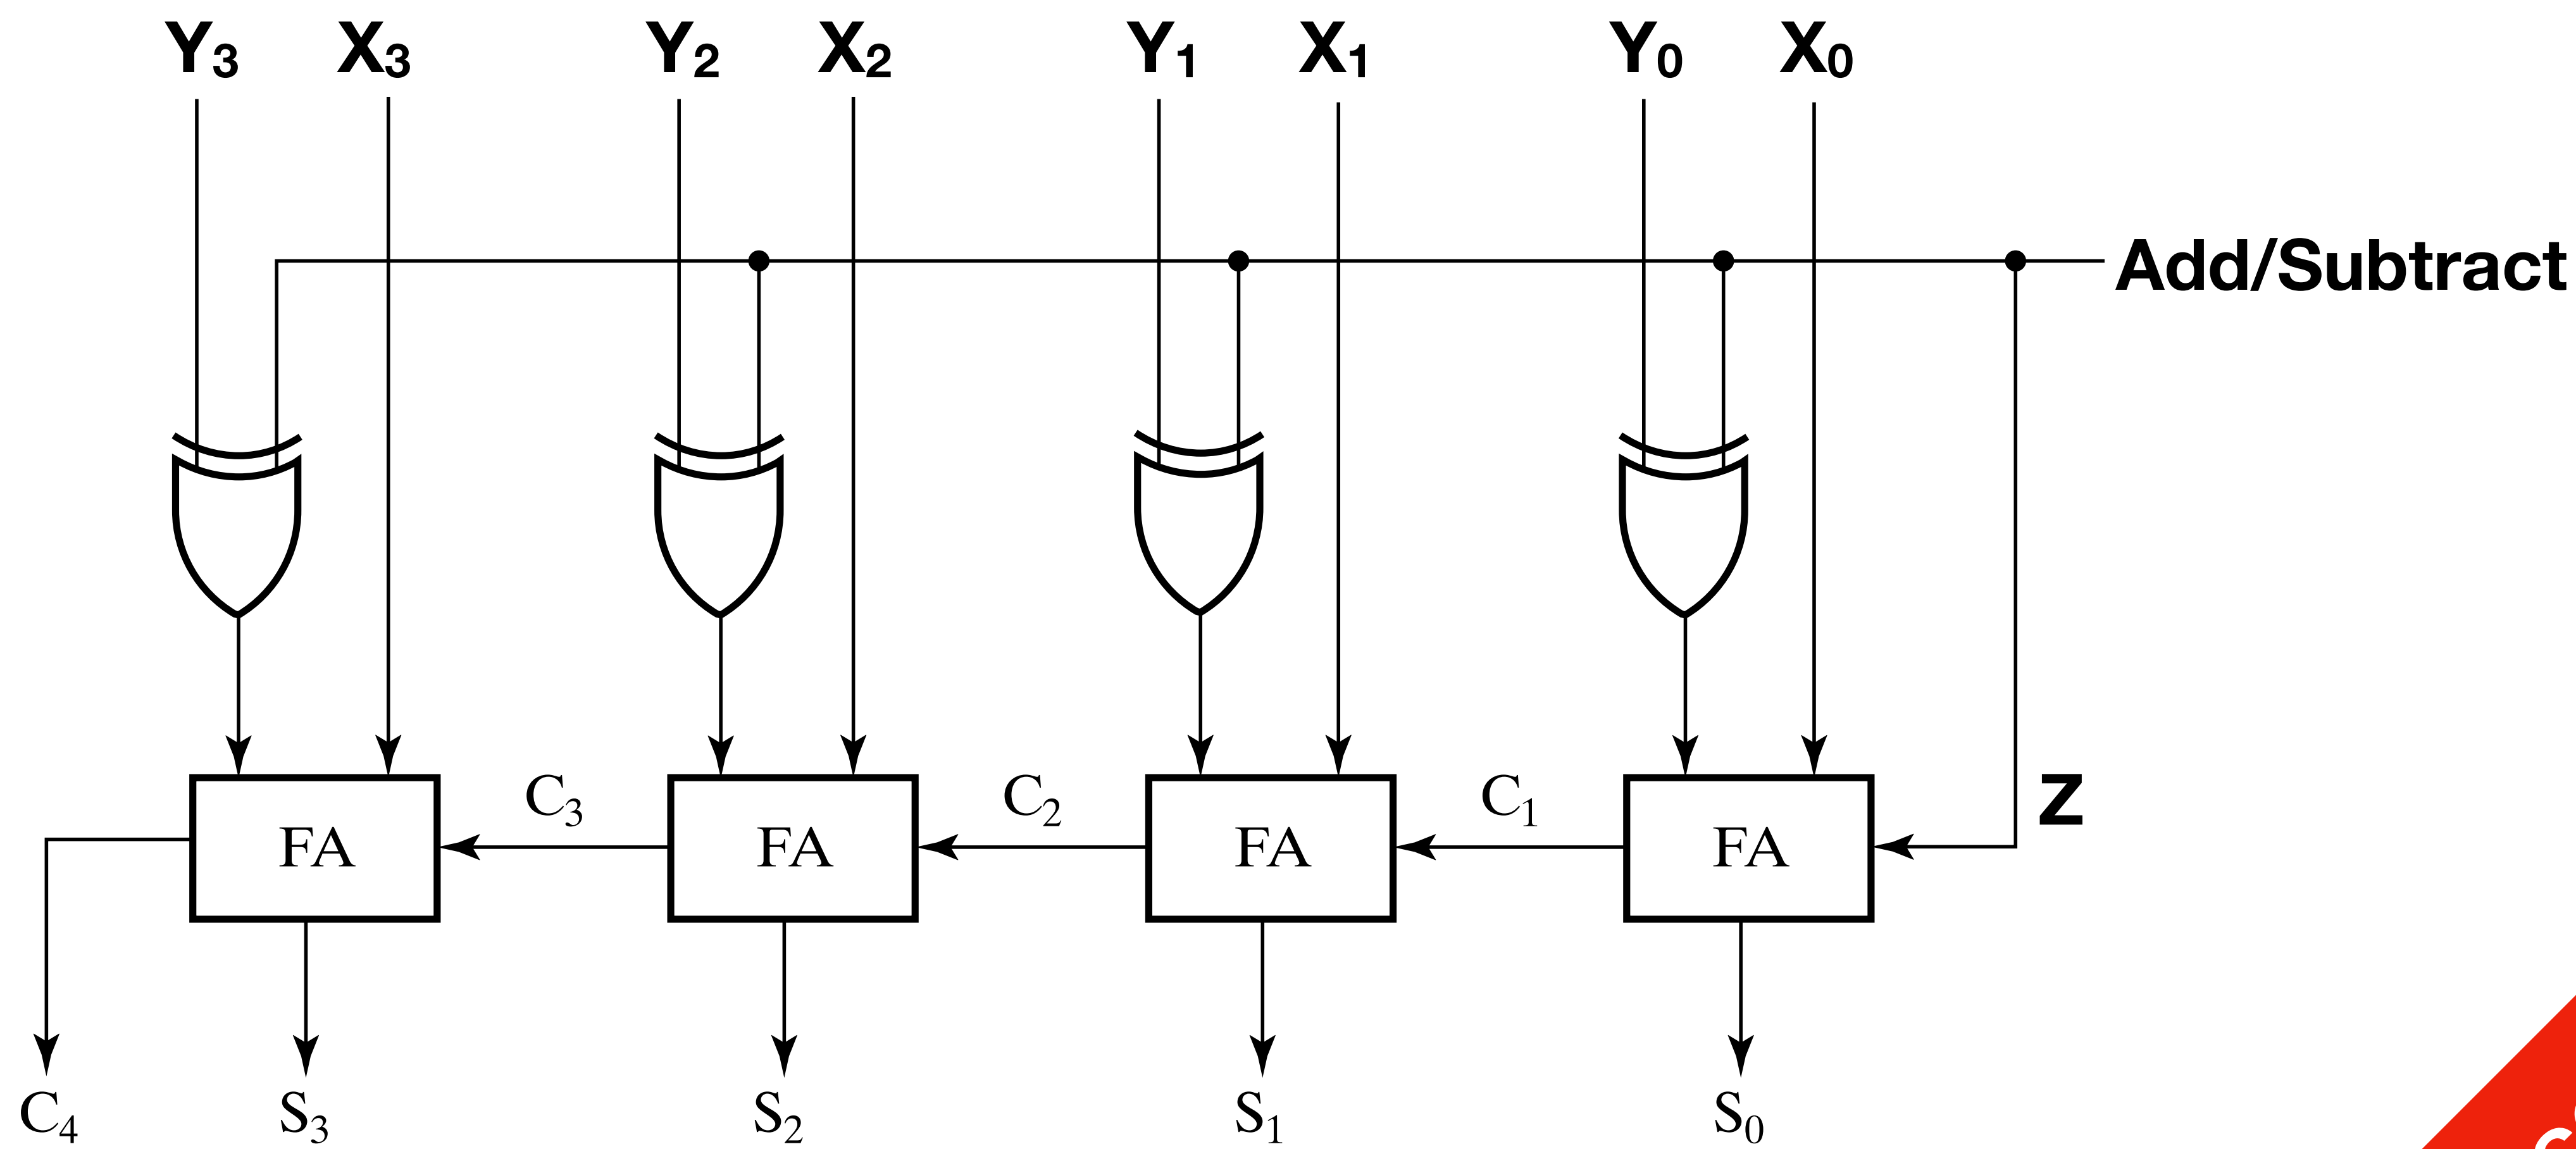 Y₃ X₃ Y₂ X₂ Y₁ X₁ Y₀ X₀
Add/Subtract
C₃ C₂ C₁ Z
FA FA FA FA
C₄ S₃ S₂ S₁ S₀